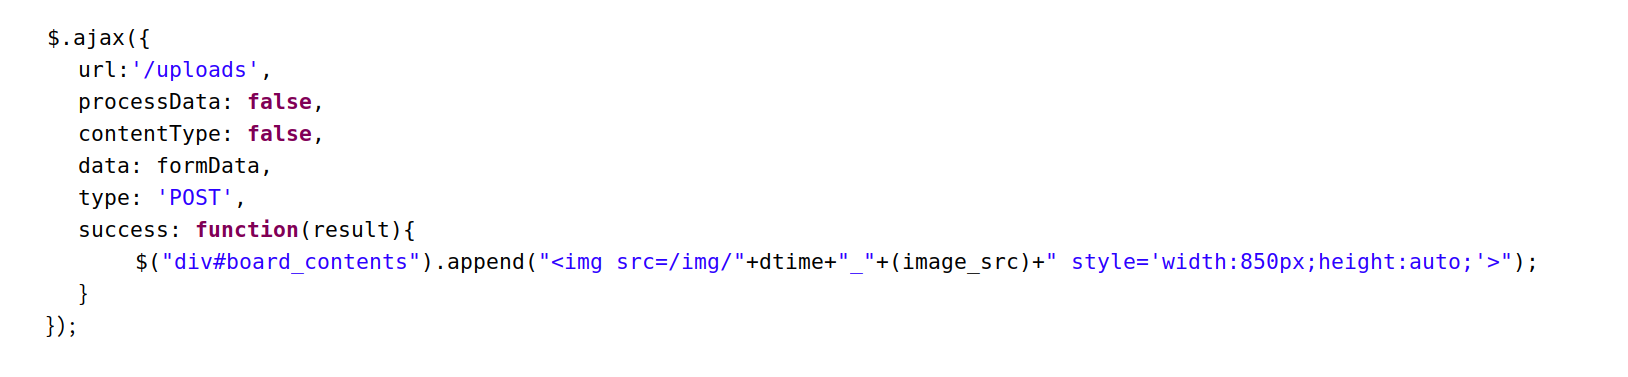 $.ajax({
url:'/uploads',
processData: false,
contentType: false,
data: formData,
type: 'POST',
success: function(result){
$("div#board_contents").append("<img src=/img/"+dtime+"_"+(image_src)+" style='width:850px;height:auto;'>");
}
});